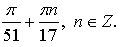 π/51 + πn/17, n ∈ Z.